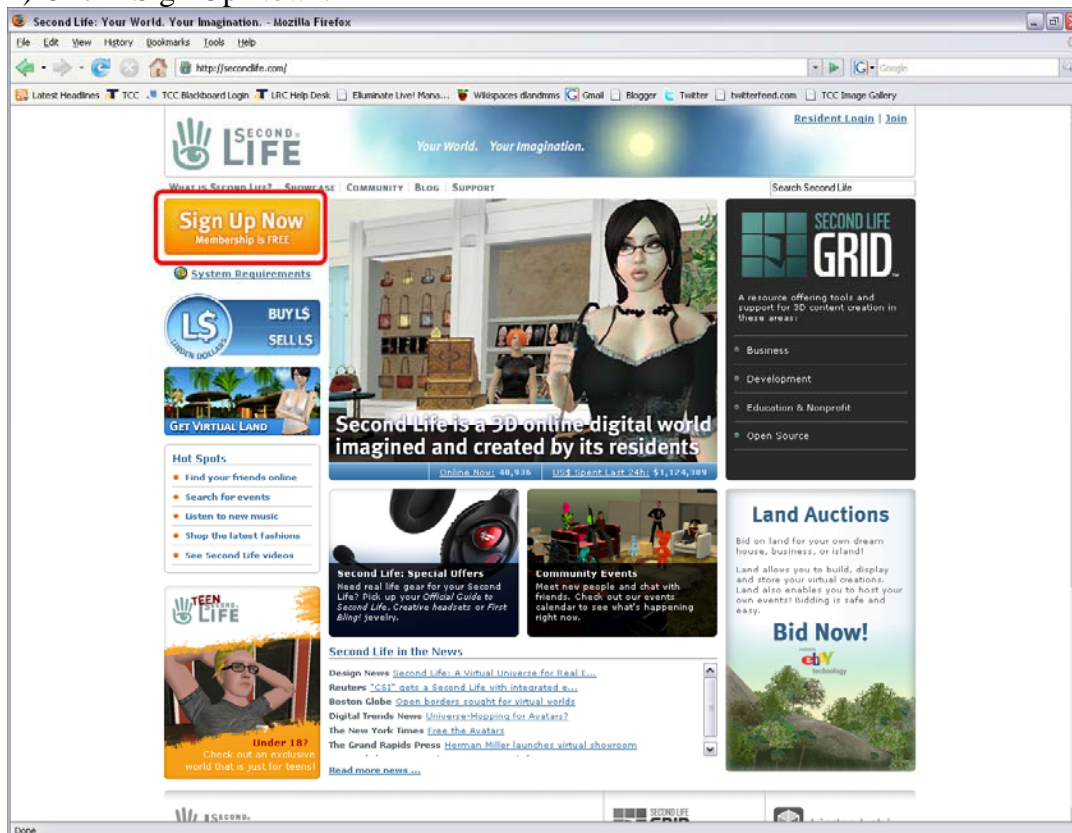 Second Life: Your World. Your Imagination. - Mozilla Firefox
File Edit View History Bookmarks Tools Help
http://secondlife.com/
Google
Latest Headlines TCC TCC Blackboard Login LRC Help Desk Elluminate Live! Mana... Wikispaces dlandmms Gmail Blogger Twitter twitterfeed.com TCC Image Gallery
Resident Login | Join
SECOND LIFE
Your World. Your Imagination.
WHAT IS SECOND LIFE? SHOWCASE COMMUNITY BLOG SUPPORT
Search Second Life
Sign Up Now
Membership is FREE
System Requirements
L$
LINDEN DOLLARS
BUY L$
SELL L$
GET VIRTUAL LAND
Hot Spots
Find your friends online
Search for events
Listen to new music
Shop the latest fashions
See Second Life videos
TEEN SECOND LIFE
Under 18?
Check out an exclusive
world that is just for teens!
Second Life is a 3D online digital world
imagined and created by its residents
Online Now: 40,936 US$ Spent Last 24h: $1,124,389
Second Life: Special Offers
Need real life gear for your Second
Life? Pick up your Official Guide to
Second Life, Creative headsets or First
Bling! jewelry.
Community Events
Meet new people and chat with
friends. Check out our events
calendar to see what's happening
right now.
Second Life in the News
Design News Second Life: A Virtual Universe for Real E...
Reuters "CSI" gets a Second Life with integrated e...
Boston Globe Open borders sought for virtual worlds
Digital Trends News Universe-Hopping for Avatars?
The New York Times Free the Avatars
The Grand Rapids Press Herman Miller launches virtual showroom
Read more news ...
SECOND LIFE
GRID
A resource offering tools and
support for 3D content creation in
these areas:
Business
Development
Education & Nonprofit
Open Source
Land Auctions
Bid on land for your own dream
house, business, or island!
Land allows you to build, display
and store your virtual creations.
Land also enables you to host your
own events! Bidding is safe and
easy.
Bid Now!
ebY
technology
SECOND
SECOND LIFE
GRID
Done